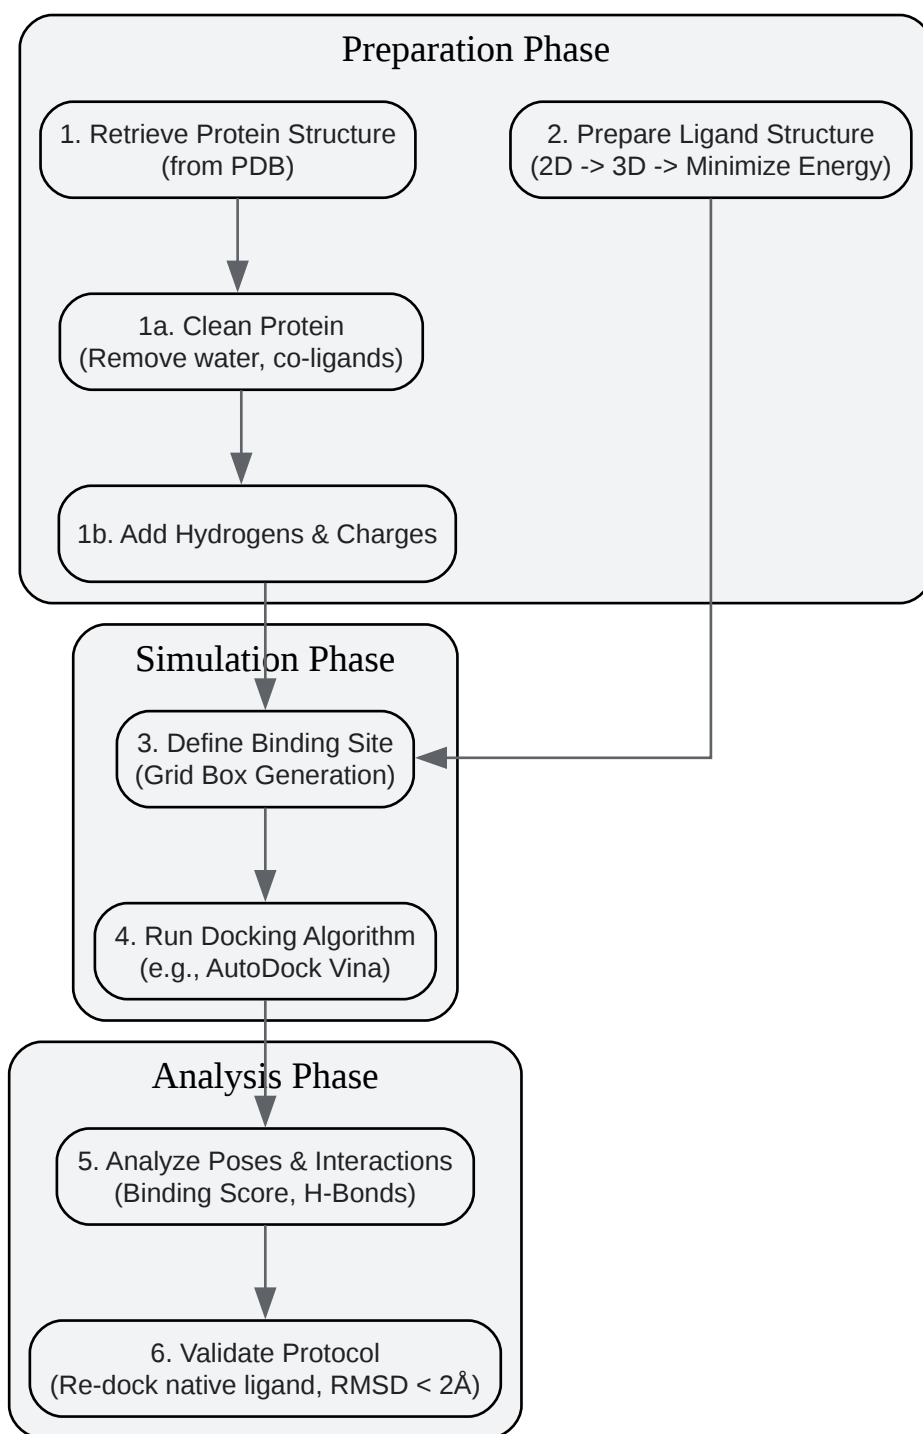 Preparation Phase
1. Retrieve Protein Structure
(from PDB)
2. Prepare Ligand Structure
(2D -> 3D -> Minimize Energy)
1a. Clean Protein
(Remove water, co-ligands)
1b. Add Hydrogens & Charges
Simulation Phase
3. Define Binding Site
(Grid Box Generation)
4. Run Docking Algorithm
(e.g., AutoDock Vina)
Analysis Phase
5. Analyze Poses & Interactions
(Binding Score, H-Bonds)
6. Validate Protocol
(Re-dock native ligand, RMSD < 2Å)